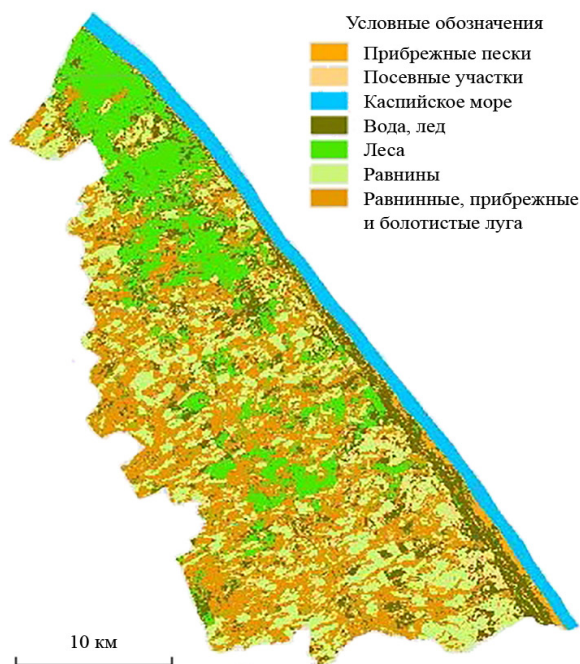 Условные обозначения
Прибрежные пески
Посевные участки
Каспийское море
Вода, лед
Леса
Равнины
Равнинные, прибрежные
и болотистые луга
10 км